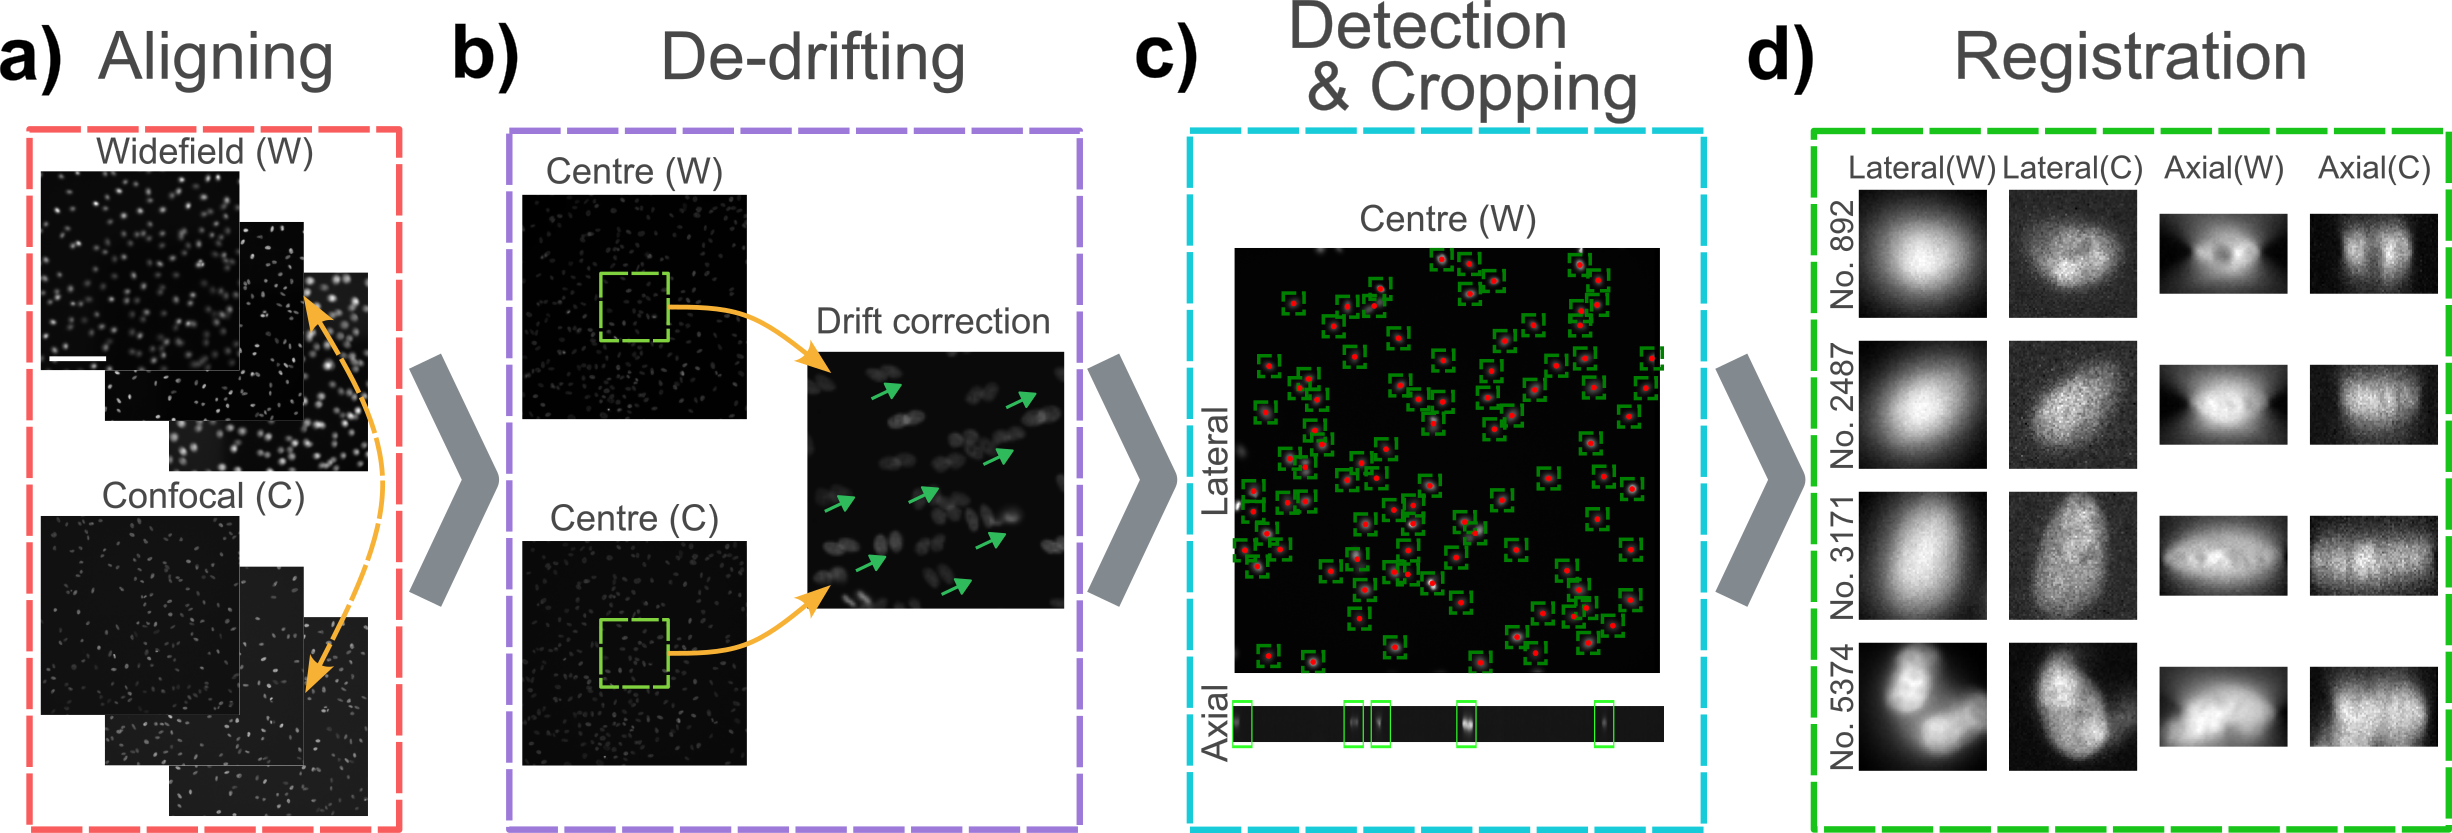 a) Aligning
Widefield (W)
Confocal (C)
b) De-drifting
Centre (W)
Centre (C)
Drift correction
c) Detection
& Cropping
Centre (W)
Lateral
Axial
d) Registration
Lateral(W) Lateral(C) Axial(W) Axial(C)
No. 892
No. 2487
No. 3171
No. 5374